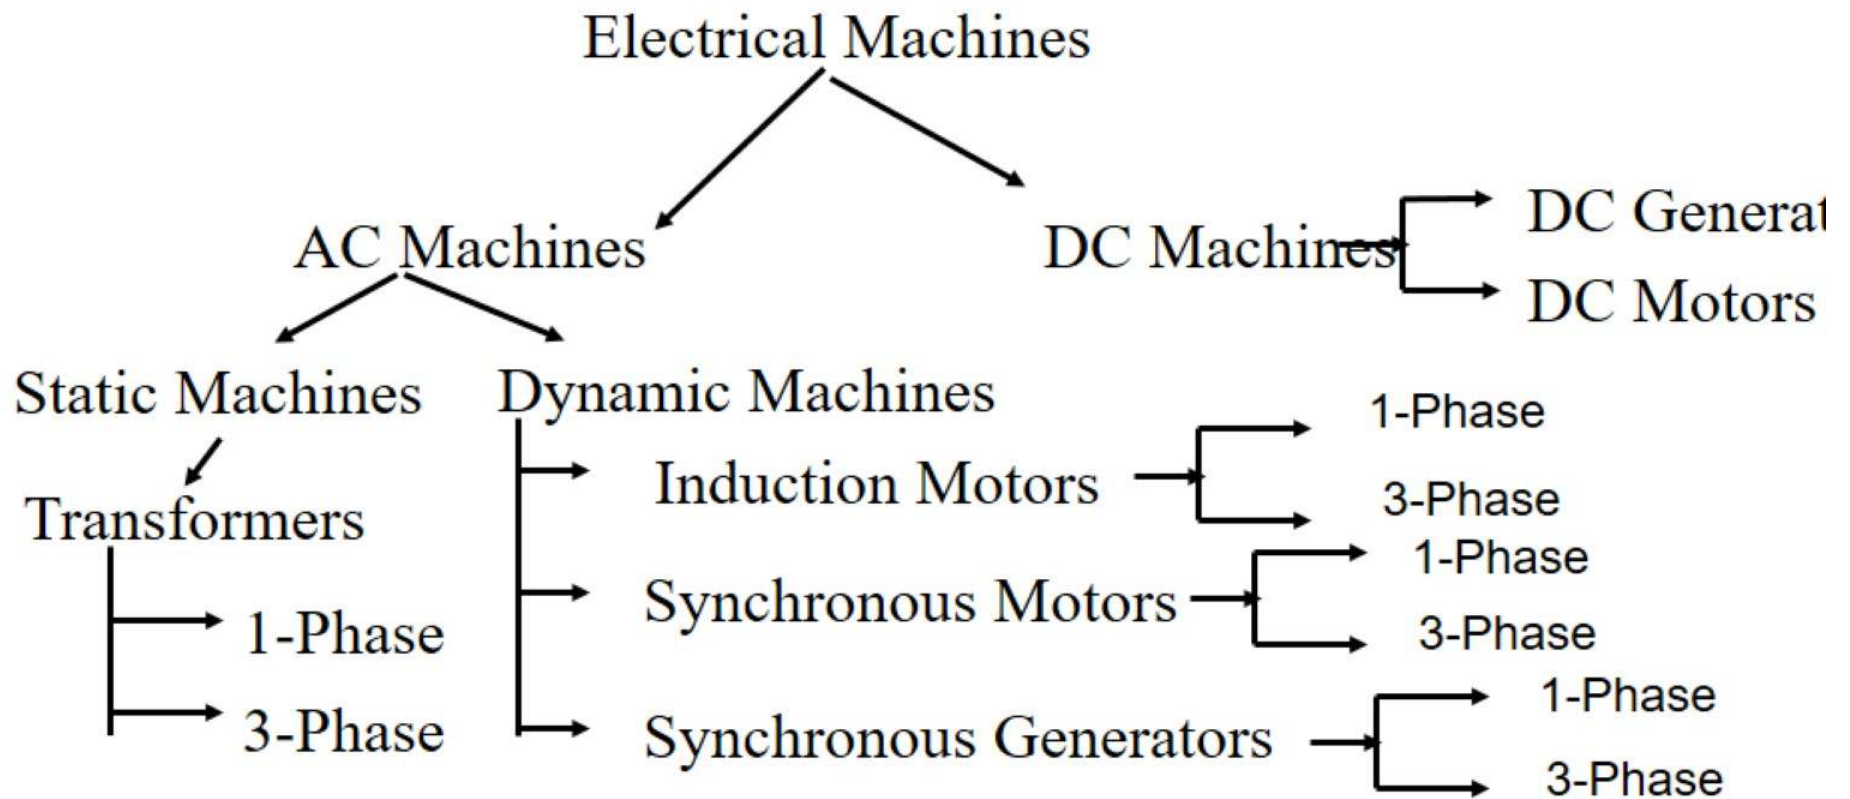 Electrical Machines
AC Machines
DC Machines
DC Generat
DC Motors
Static Machines
Dynamic Machines
Transformers
1-Phase
3-Phase
Induction Motors
1-Phase
3-Phase
Synchronous Motors
1-Phase
3-Phase
Synchronous Generators
1-Phase
3-Phase